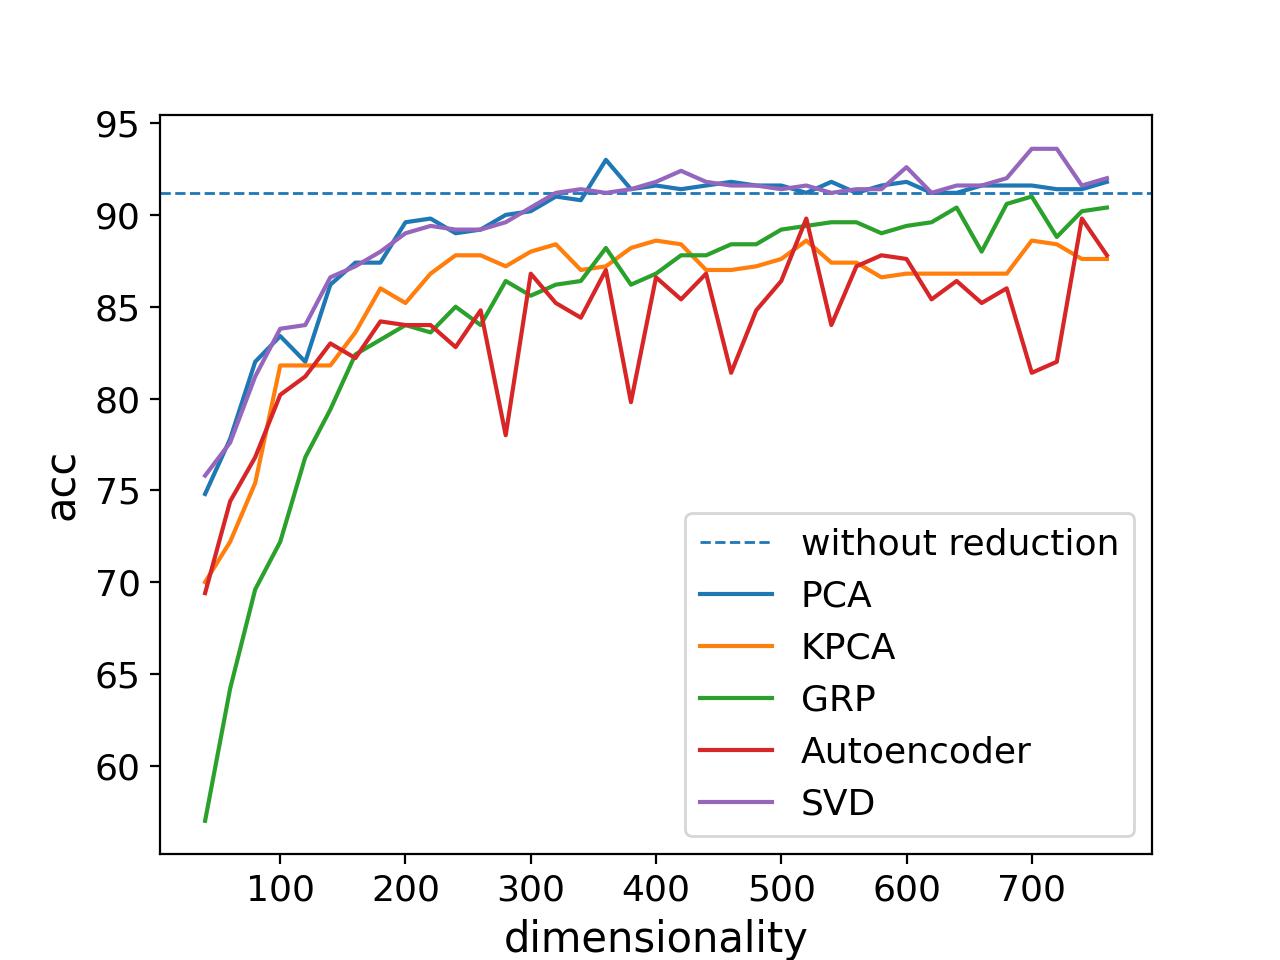 95
90
85
80
75
70
65
60
acc
without reduction
PCA
KPCA
GRP
Autoencoder
SVD
100 200 300 400 500 600 700
dimensionality